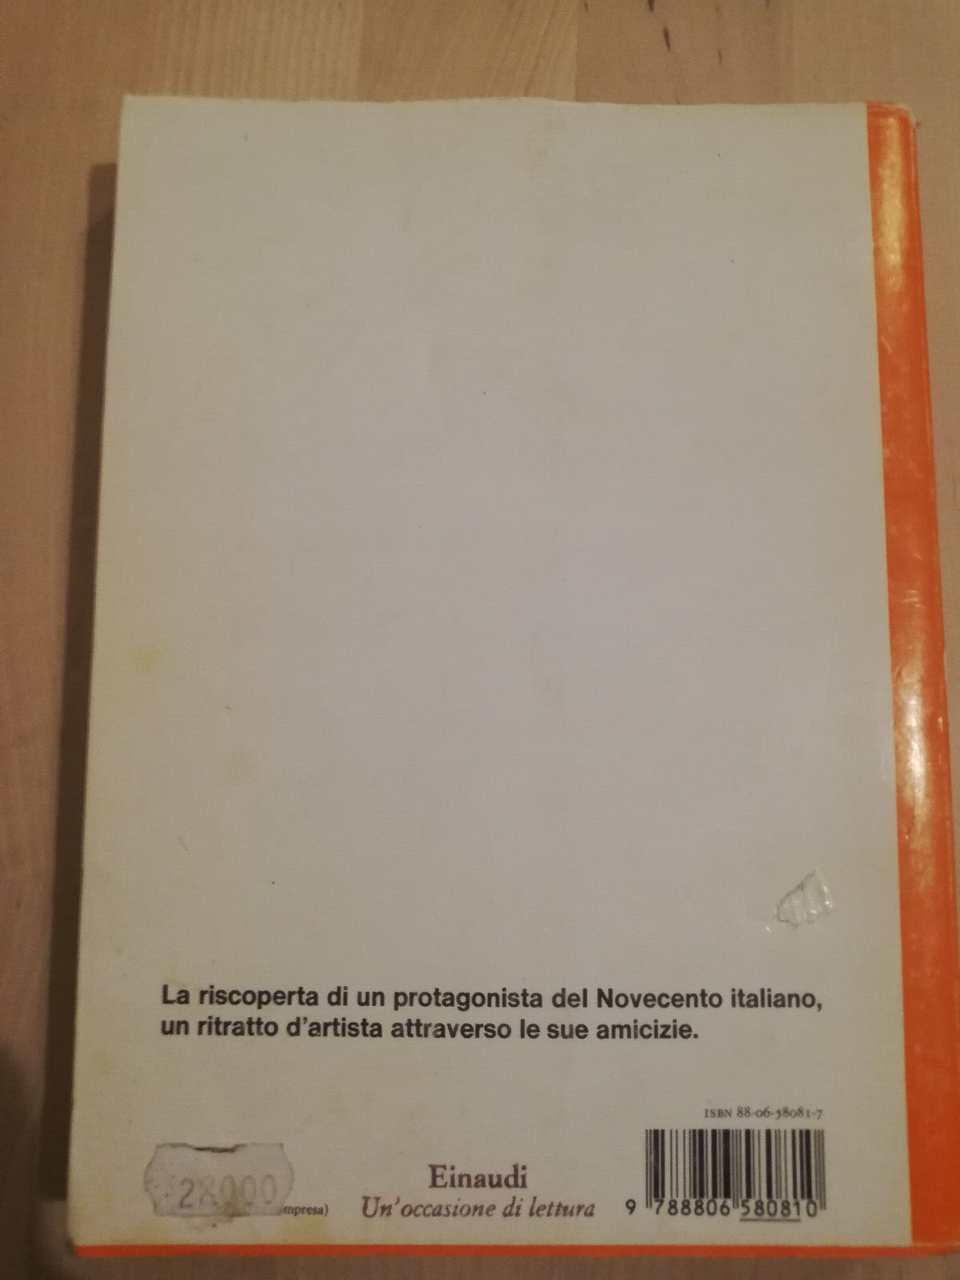 La riscoperta di un protagonista del Novecento italiano,
un ritratto d'artista attraverso le sue amicizie.
ISBN 88-06-58081-7
28000
mpresa)
Einaudi
Un'occasione di lettura
9 788806 580810